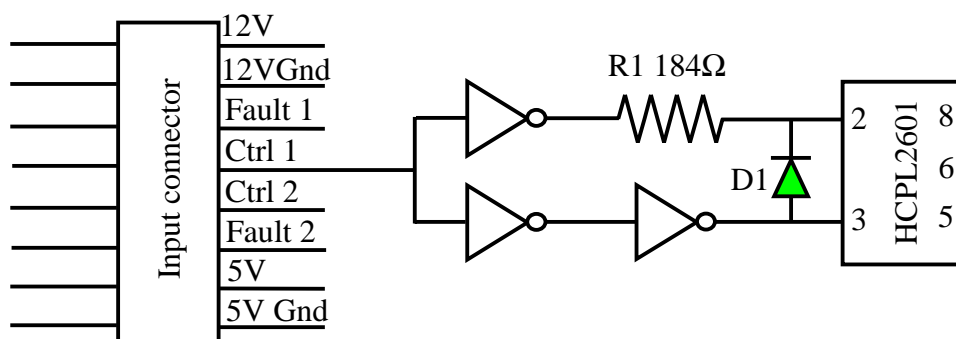 12V
12VGnd
Fault 1
Ctrl 1
Ctrl 2
Fault 2
5V
5V Gnd
Input connector
R1 184Ω
D1
2
3
HCPL2601
8
6
5